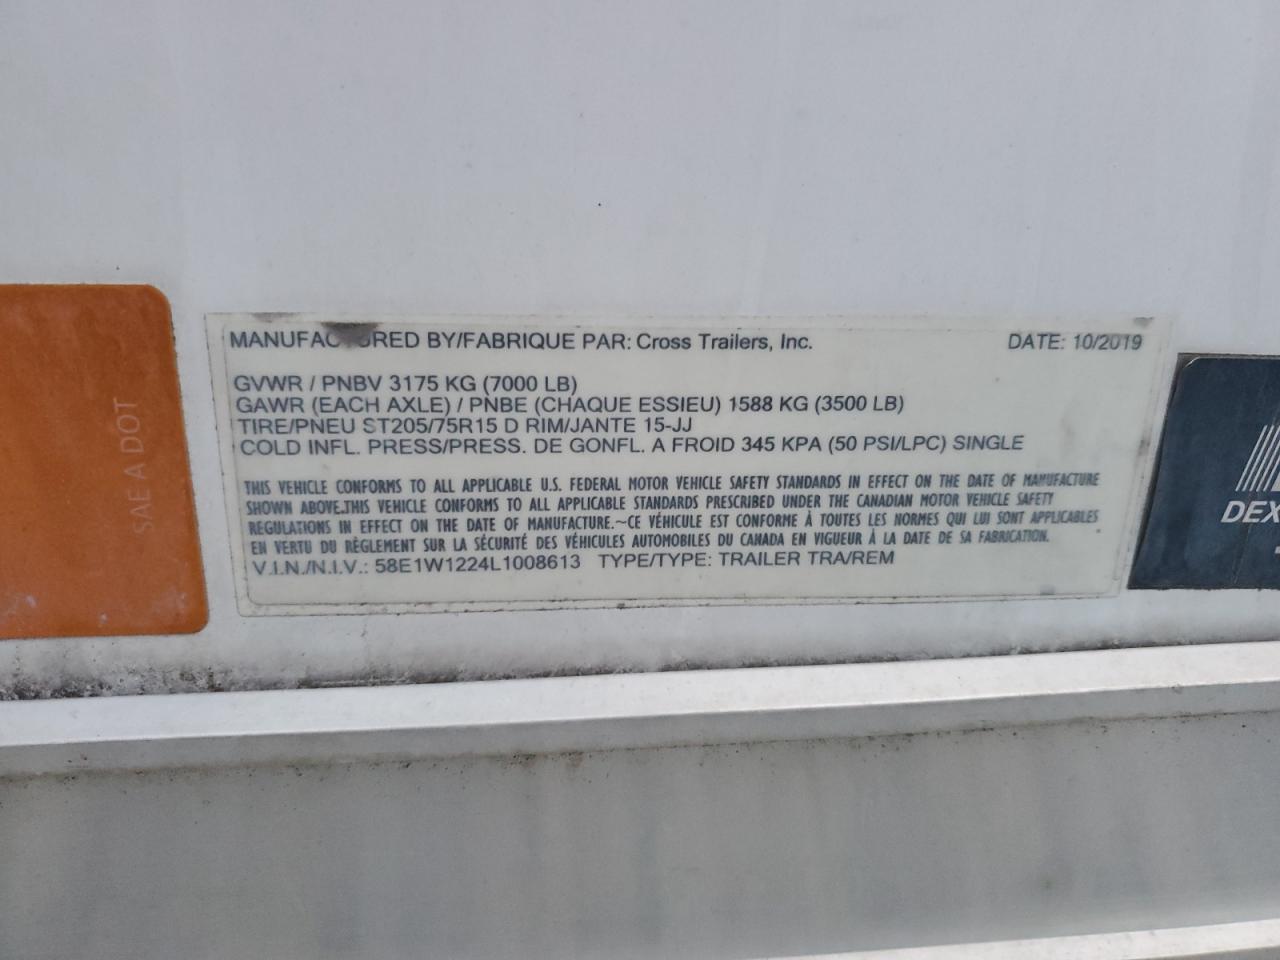 MANUFACTURED BY/FABRIQUE PAR: Cross Trailers, Inc. DATE: 10/2019
GVWR / PNBV 3175 KG (7000 LB)
GAWR (EACH AXLE) / PNBE (CHAQUE ESSIEU) 1588 KG (3500 LB)
TIRE/PNEU ST205/75R15 D RIM/JANTE 15-JJ
COLD INFL. PRESS/PRESS. DE GONFL. A FROID 345 KPA (50 PSI/LPC) SINGLE
THIS VEHICLE CONFORMS TO ALL APPLICABLE U.S. FEDERAL MOTOR VEHICLE SAFETY STANDARDS IN EFFECT ON THE DATE OF MANUFACTURE
SHOWN ABOVE.THIS VEHICLE CONFORMS TO ALL APPLICABLE STANDARDS PRESCRIBED UNDER THE CANADIAN MOTOR VEHICLE SAFETY
REGULATIONS IN EFFECT ON THE DATE OF MANUFACTURE.~CE VÉHICULE EST CONFORME À TOUTES LES NORMES QUI LUI SONT APPLICABLES
EN VERTU DU RÈGLEMENT SUR LA SÉCURITÉ DES VÉHICULES AUTOMOBILES DU CANADA EN VIGUEUR À LA DATE DE SA FABRICATION.
V.I.N./N.I.V.: 58E1W1224L1008613 TYPE/TYPE: TRAILER TRA/REM
SAE A DOT
DEX